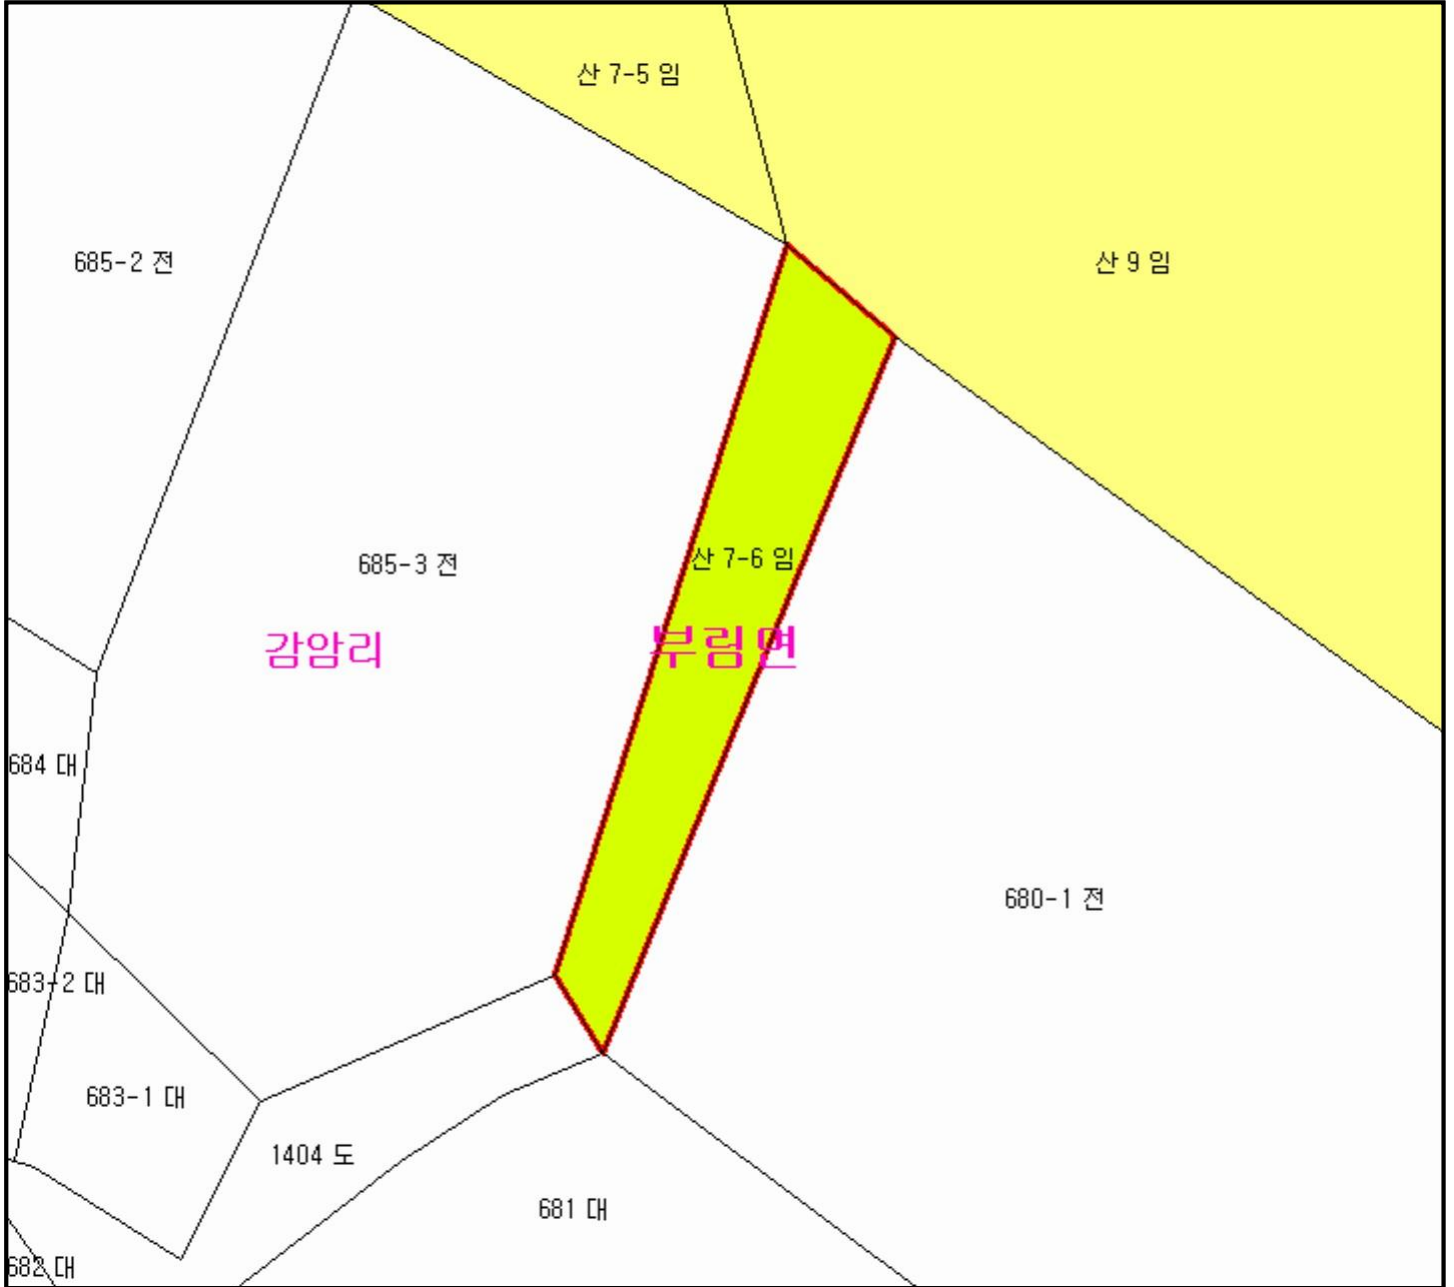 산 7-5 임
685-2 전
산 9 임
산 7-6 임
685-3 전
감암리
부림면
684 대
680-1 전
683-2 대
683-1 대
1404 도
681 대
682 대